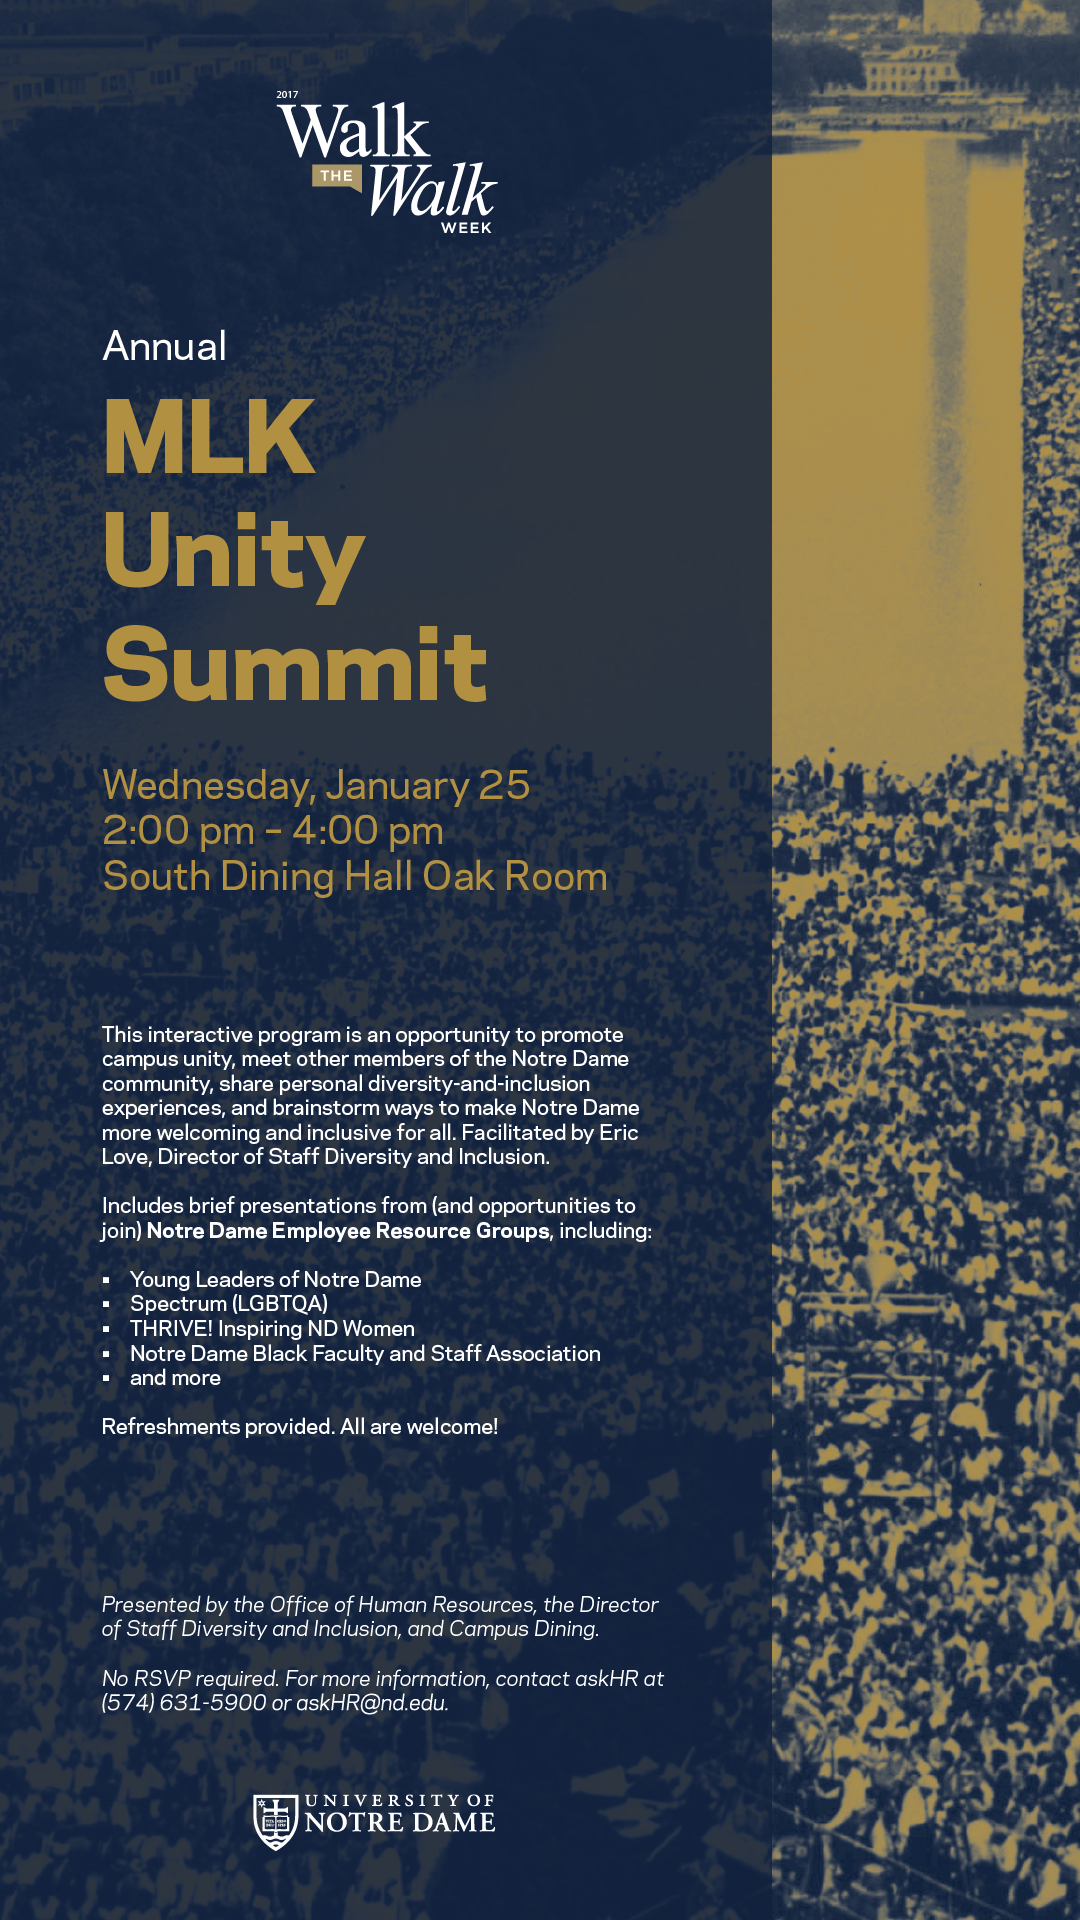 2017
Walk
THE
Walk
WEEK
Annual
MLK
Unity
Summit
Wednesday, January 25
2:00 pm – 4:00 pm
South Dining Hall Oak Room
This interactive program is an opportunity to promote
campus unity, meet other members of the Notre Dame
community, share personal diversity-and-inclusion
experiences, and brainstorm ways to make Notre Dame
more welcoming and inclusive for all. Facilitated by Eric
Love, Director of Staff Diversity and Inclusion.
Includes brief presentations from (and opportunities to
join) Notre Dame Employee Resource Groups, including:
▪ Young Leaders of Notre Dame
▪ Spectrum (LGBTQA)
▪ THRIVE! Inspiring ND Women
▪ Notre Dame Black Faculty and Staff Association
▪ and more
Refreshments provided. All are welcome!
Presented by the Office of Human Resources, the Director
of Staff Diversity and Inclusion, and Campus Dining.
No RSVP required. For more information, contact askHR at
(574) 631-5900 or askHR@nd.edu.
UNIVERSITY OF
NOTRE DAME